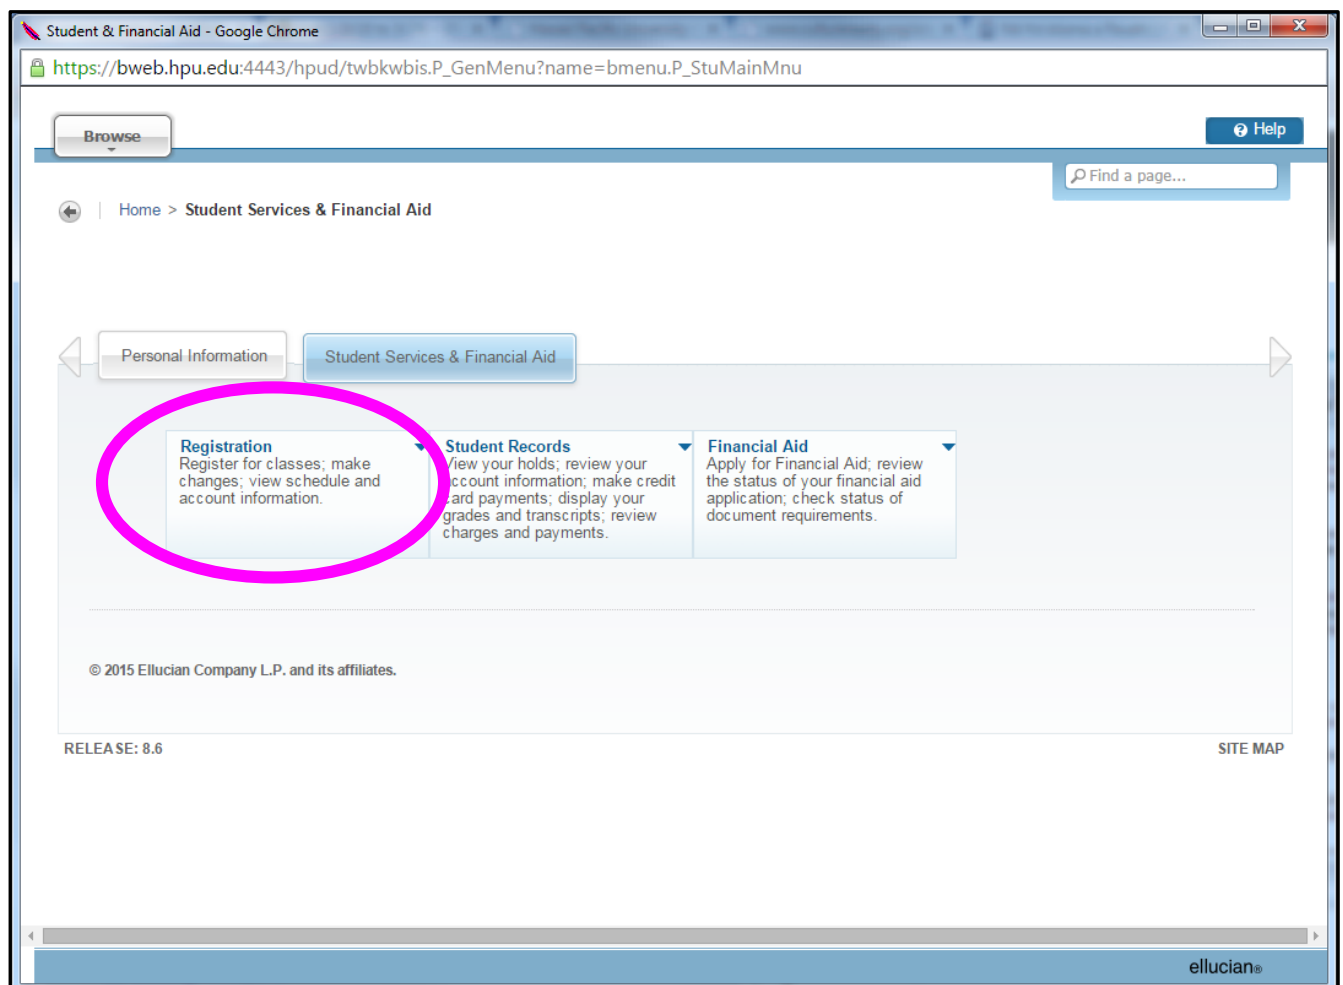 Student & Financial Aid - Google Chrome
https://bweb.hpu.edu:4443/hpud/twbkwbis.P_GenMenu?name=bmenu.P_StuMainMnu
Browse
Help
Find a page...
Home > Student Services & Financial Aid
Personal Information
Student Services & Financial Aid
Registration
Register for classes; make
changes; view schedule and
account information.
Student Records
View your holds; review your
account information; make credit
card payments; display your
grades and transcripts; review
charges and payments.
Financial Aid
Apply for Financial Aid; review
the status of your financial aid
application; check status of
document requirements.
© 2015 Ellucian Company L.P. and its affiliates.
RELEASE: 8.6
SITE MAP
ellucian®